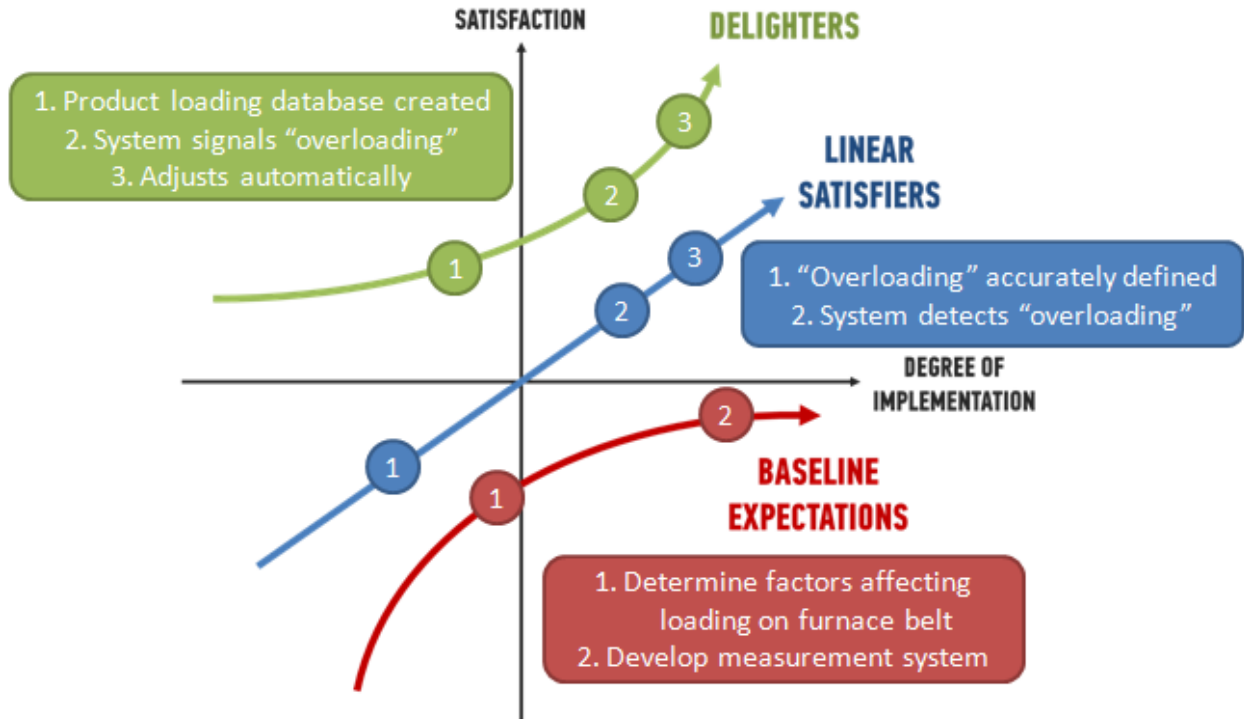 SATISFACTION
DELIGHTERS
1. Product loading database created
2. System signals “overloading”
3. Adjusts automatically
3
2
1
LINEAR
SATISFIERS
3
2
1
1. “Overloading” accurately defined
2. System detects “overloading”
DEGREE OF
IMPLEMENTATION
2
1
BASELINE
EXPECTATIONS
1. Determine factors affecting
loading on furnace belt
2. Develop measurement system